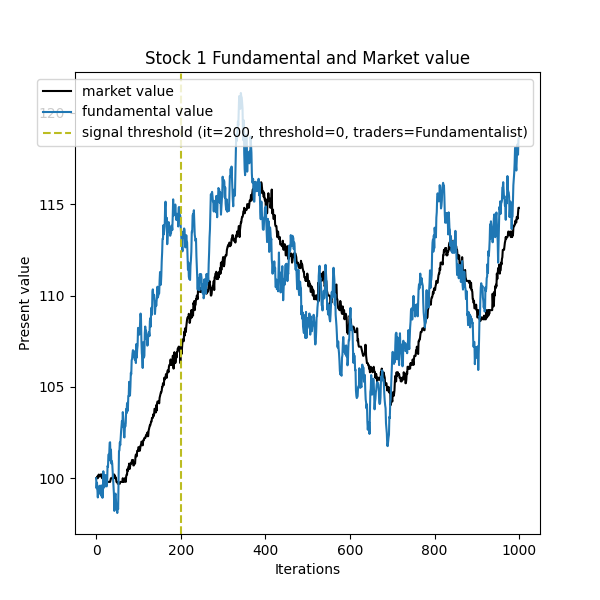 Stock 1 Fundamental and Market value
market value
fundamental value
signal threshold (it=200, threshold=0, traders=Fundamentalist)
120
115
110
105
100
Present value
0 200 400 600 800 1000
Iterations